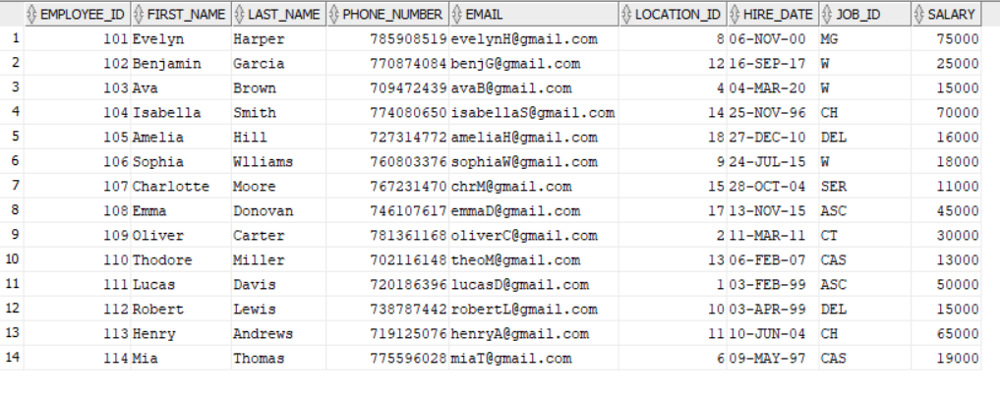 EMPLOYEE_ID FIRST_NAME LAST_NAME PHONE_NUMBER EMAIL LOCATION_ID HIRE_DATE JOB_ID SALARY
1 101 Evelyn Harper 785908519 evelynH@gmail.com 8 06-NOV-00 MG 75000
2 102 Benjamin Garcia 770874084 benjG@gmail.com 12 16-SEP-17 W 25000
3 103 Ava Brown 709472439 avaB@gmail.com 4 04-MAR-20 W 15000
4 104 Isabella Smith 774080650 isabellaS@gmail.com 14 25-NOV-96 CH 70000
5 105 Amelia Hill 727314772 ameliaH@gmail.com 18 27-DEC-10 DEL 16000
6 106 Sophia Wlliams 760803376 sophiaW@gmail.com 9 24-JUL-15 W 18000
7 107 Charlotte Moore 767231470 chrM@gmail.com 15 28-OCT-04 SER 11000
8 108 Emma Donovan 746107617 emmaD@gmail.com 17 13-NOV-15 ASC 45000
9 109 Oliver Carter 781361168 oliverC@gmail.com 2 11-MAR-11 CT 30000
10 110 Thodore Miller 702116148 theoM@gmail.com 13 06-FEB-07 CAS 13000
11 111 Lucas Davis 720186396 lucasD@gmail.com 1 03-FEB-99 ASC 50000
12 112 Robert Lewis 738787442 robertL@gmail.com 10 03-APR-99 DEL 15000
13 113 Henry Andrews 719125076 henryA@gmail.com 11 10-JUN-04 CH 65000
14 114 Mia Thomas 775596028 miaT@gmail.com 6 09-MAY-97 CAS 19000